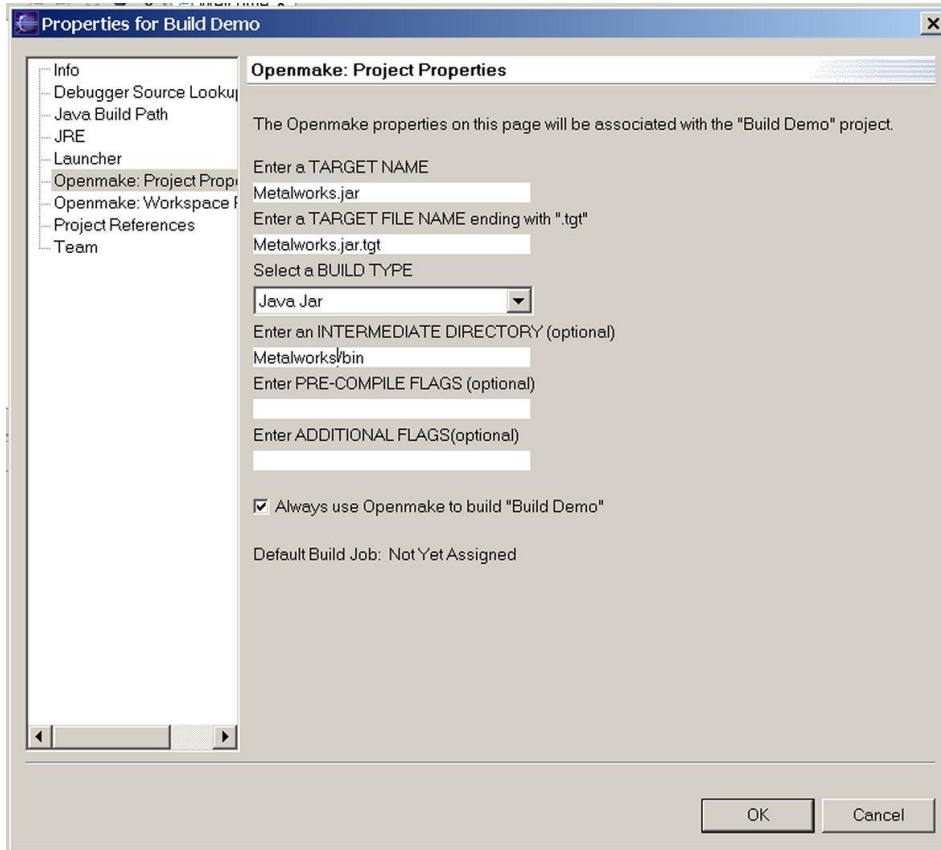 Properties for Build Demo
Info
Debugger Source Looku
Java Build Path
JRE
Launcher
Openmake: Project Prop
Openmake: Workspace
Project References
Team
Openmake: Project Properties
The Openmake properties on this page will be associated with the "Build Demo" project.
Enter a TARGET NAME
Metalworks.jar
Enter a TARGET FILE NAME ending with ".tgt"
Metalworks.jar.tgt
Select a BUILD TYPE
Java Jar
Enter an INTERMEDIATE DIRECTORY (optional)
Metalworks/bin
Enter PRE-COMPILE FLAGS (optional)
Enter ADDITIONAL FLAGS(optional)
Always use Openmake to build "Build Demo"
Default Build Job: Not Yet Assigned
OK
Cancel